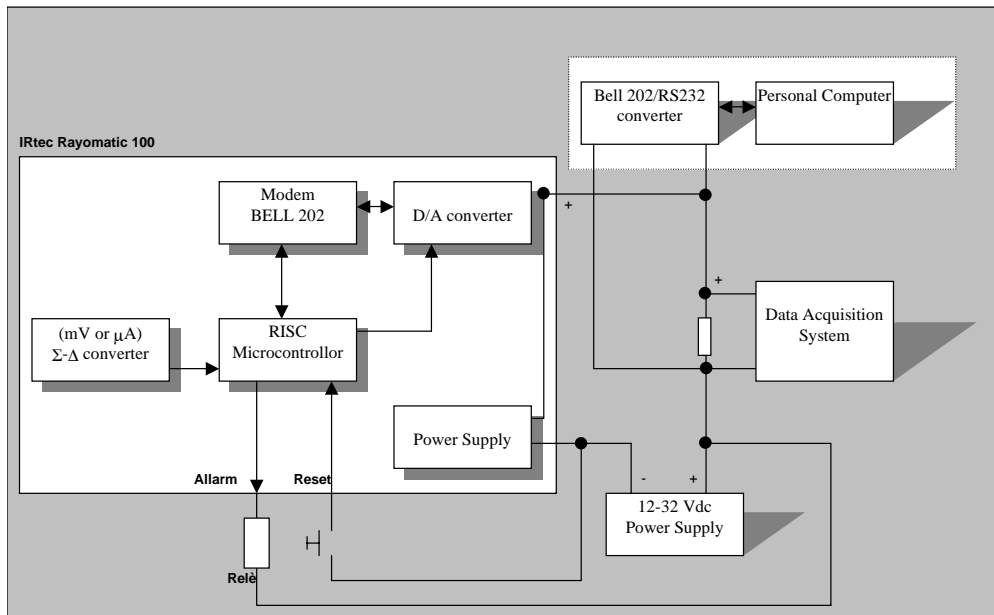 Bell 202/RS232
converter
Personal Computer
IRtec Rayomatic 100
Modem
BELL 202
D/A converter
+
+
(mV or μA)
Σ-Δ converter
RISC
Microcontrollor
Data Acquisition
System
Power Supply
Allarm
Reset
-
+
12-32 Vdc
Power Supply
Relè